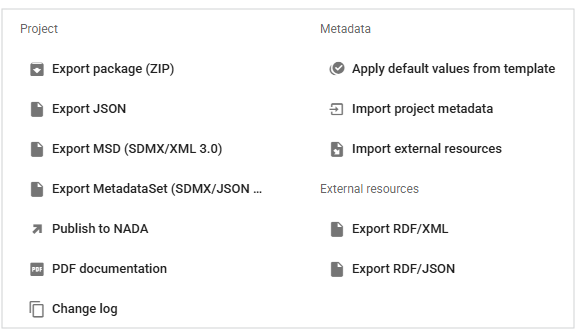 Project
Export package (ZIP)
Export JSON
Export MSD (SDMX/XML 3.0)
Export MetadataSet (SDMX/JSON ...
Publish to NADA
PDF
PDF documentation
Change log
Metadata
Apply default values from template
Import project metadata
Import external resources
External resources
Export RDF/XML
Export RDF/JSON